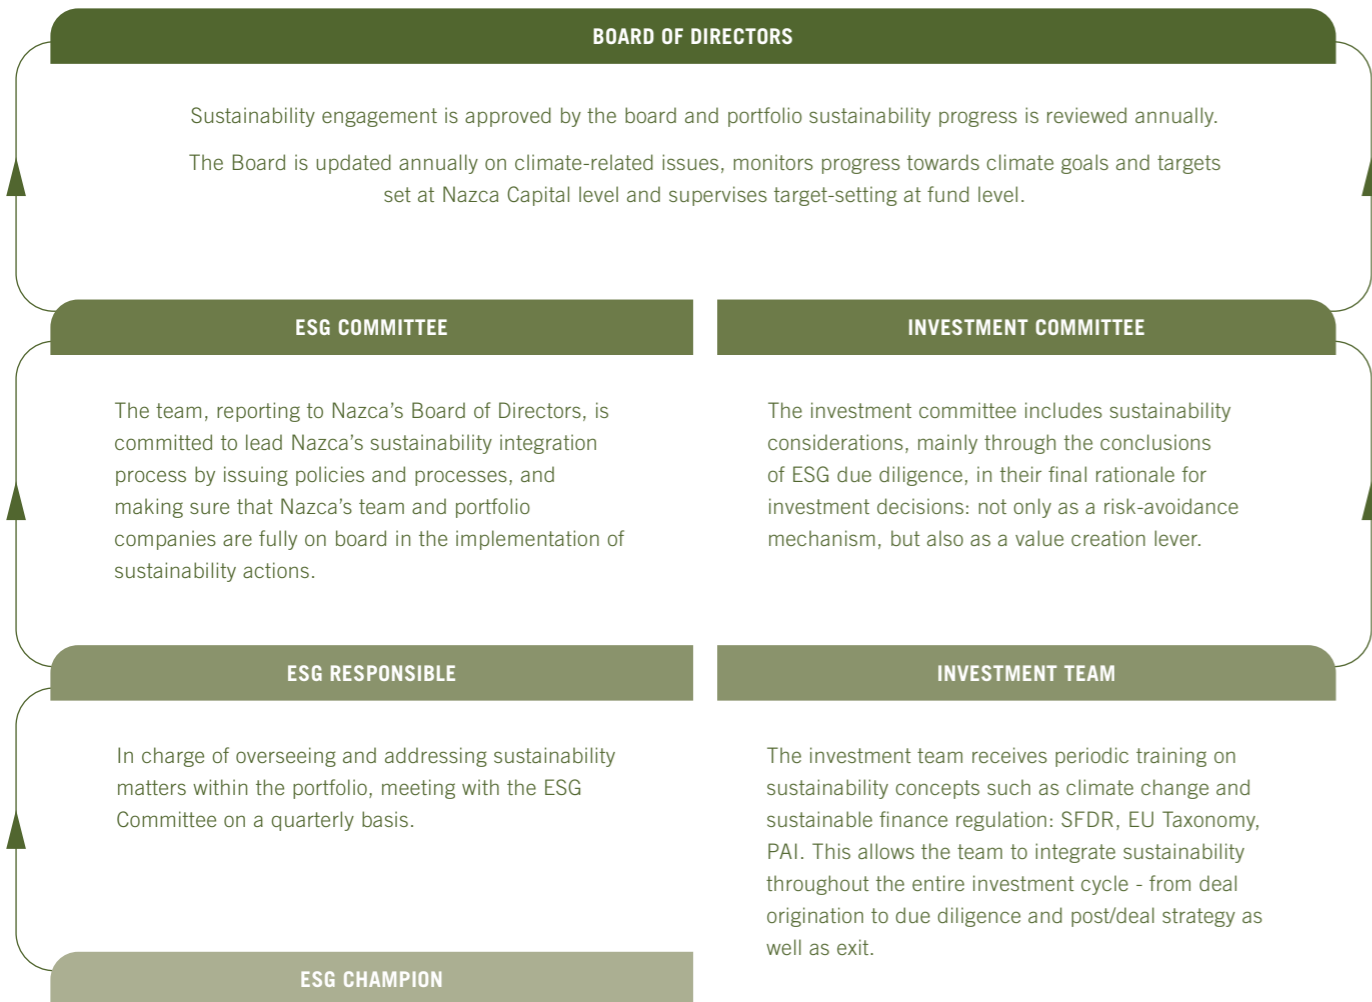 BOARD OF DIRECTORS
Sustainability engagement is approved by the board and portfolio sustainability progress is reviewed annually.
The Board is updated annually on climate-related issues, monitors progress towards climate goals and targets
set at Nazca Capital level and supervises target-setting at fund level.
ESG COMMITTEE
The team, reporting to Nazca’s Board of Directors, is
committed to lead Nazca’s sustainability integration
process by issuing policies and processes, and
making sure that Nazca’s team and portfolio
companies are fully on board in the implementation of
sustainability actions.
INVESTMENT COMMITTEE
The investment committee includes sustainability
considerations, mainly through the conclusions
of ESG due diligence, in their final rationale for
investment decisions: not only as a risk-avoidance
mechanism, but also as a value creation lever.
ESG RESPONSIBLE
In charge of overseeing and addressing sustainability
matters within the portfolio, meeting with the ESG
Committee on a quarterly basis.
INVESTMENT TEAM
The investment team receives periodic training on
sustainability concepts such as climate change and
sustainable finance regulation: SFDR, EU Taxonomy,
PAI. This allows the team to integrate sustainability
throughout the entire investment cycle - from deal
origination to due diligence and post/deal strategy as
well as exit.
ESG CHAMPION